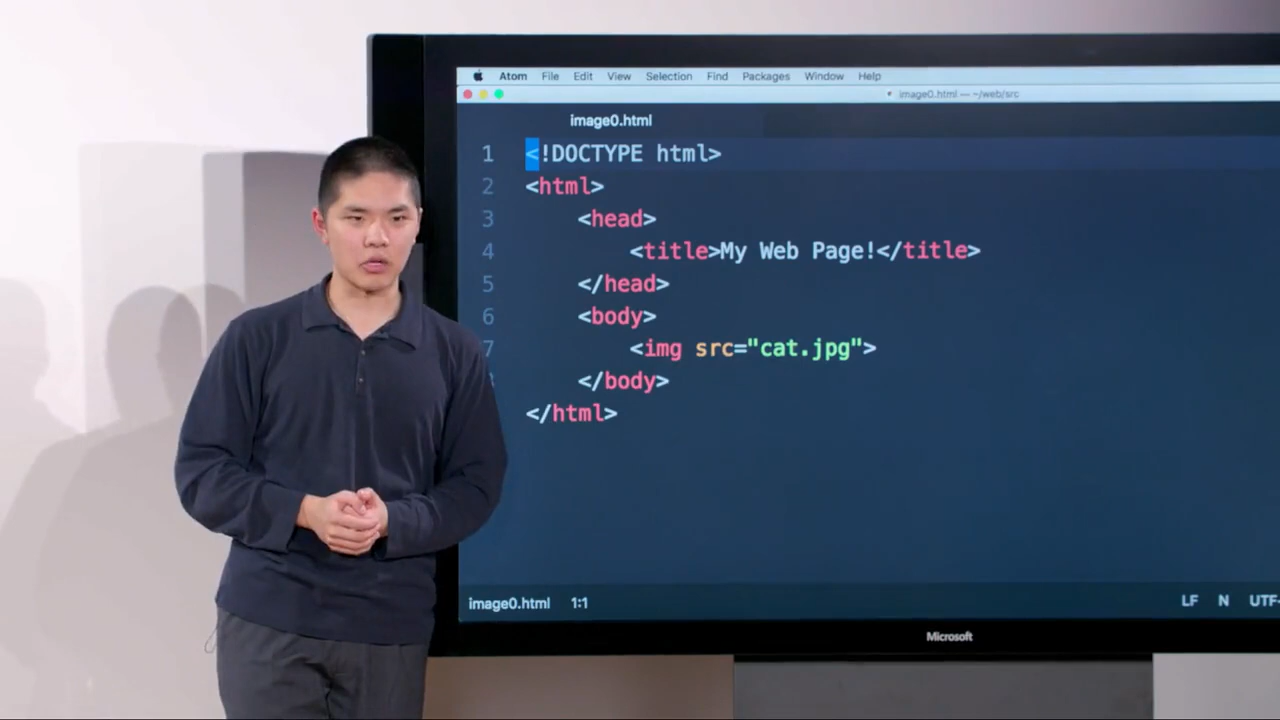 Atom File Edit View Selection Find Packages Window Help
image0.html — ~/web/src
image0.html
1 <!DOCTYPE html>
2 <html>
3 <head>
4 <title>My Web Page!</title>
5 </head>
6 <body>
7 <img src="cat.jpg">
</body>
</html>
image0.html 1:1 LF N UTF-
Microsoft